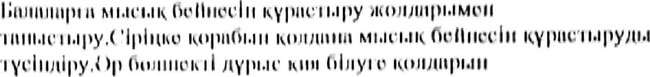 Балаларға мысық бейнесін құрастыру жолдарымен
таныстыру.Сіріңке қорабын қолдана мысық бейнесін құрастыруды
түсіндіру.Әр бөлшекті дұрыс қия білуге қолдарын